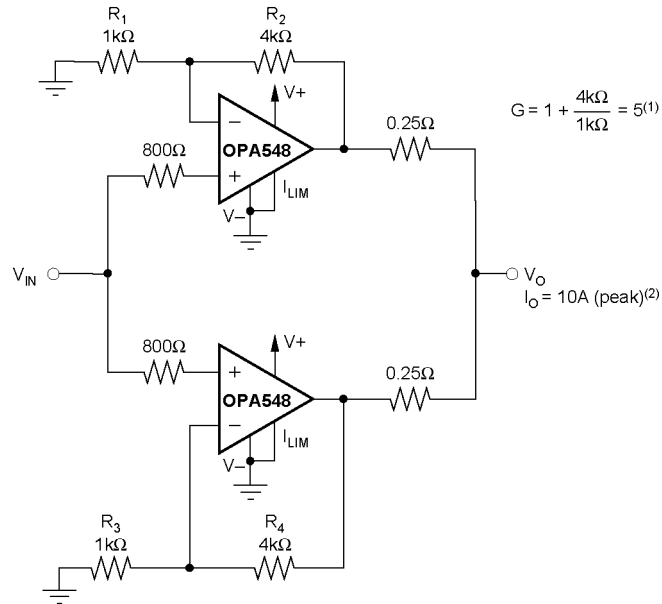 R1
1kΩ
R2
4kΩ
V+
G = 1 + 4kΩ/1kΩ = 5(1)
0.25Ω
–
OPA548
+
800Ω
ILIM
V–
VIN
VO
IO = 10A (peak)(2)
800Ω
V+
0.25Ω
+
OPA548
–
ILIM
V–
R3
1kΩ
R4
4kΩ